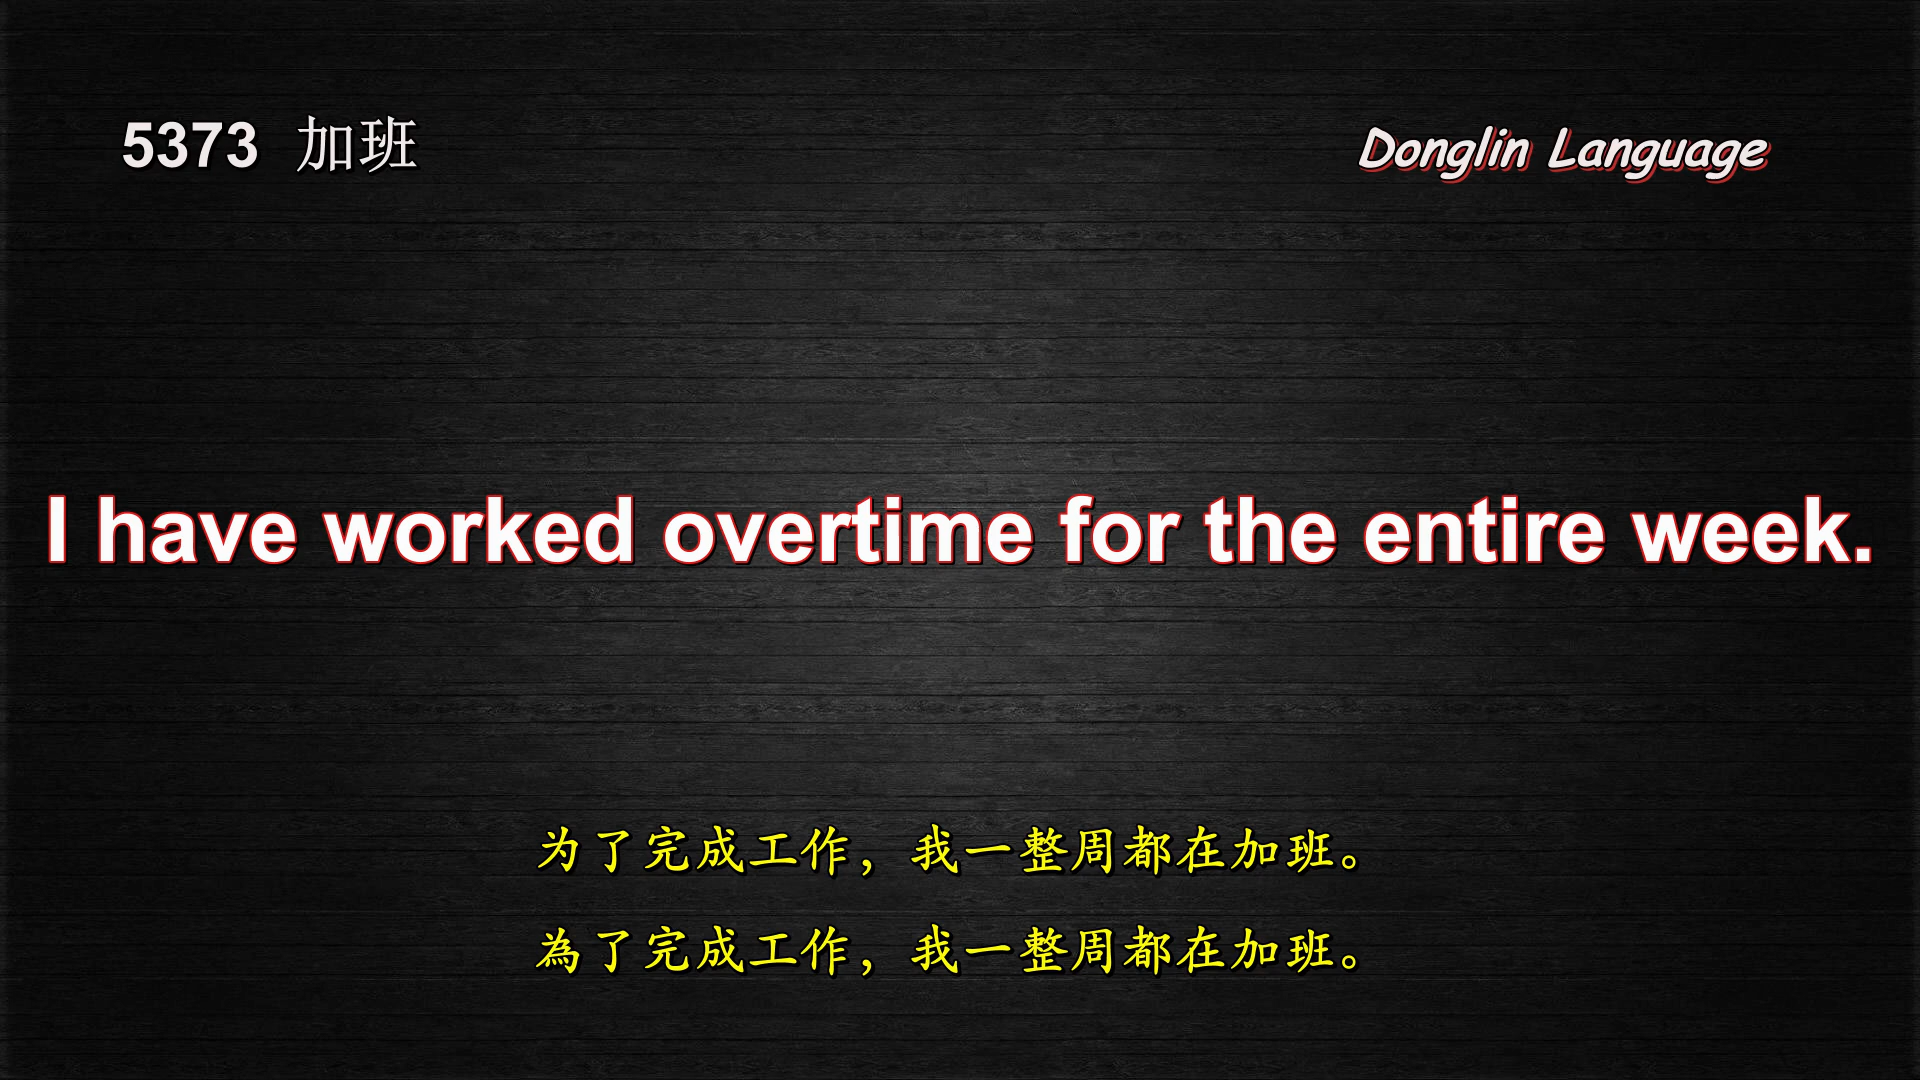 5373 加班
Donglin Language
I have worked overtime for the entire week.
为了完成工作，我一整周都在加班。
為了完成工作，我一整周都在加班。